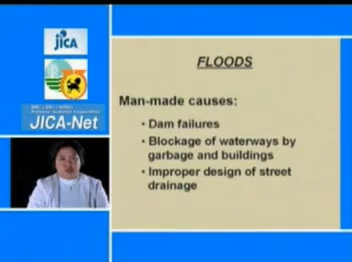 JICA
FLOODS
Man-made causes:
• Dam failures
• Blockage of waterways by
garbage and buildings
• Improper design of street
drainage
JICA-Net